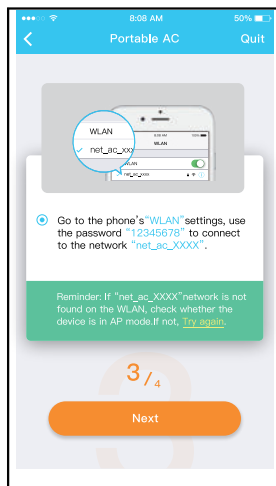 8:08 AM
50%
Portable AC
Quit
WLAN
net_ac_xxx
WLAN
WLAN
net_ac_xxx
Go to the phone's“WLAN”settings, use
the password “12345678” to connect
to the network “net_ac_XXXX”.
Reminder: If “net_ac_XXXX”network is not
found on the WLAN, check whether the
device is in AP mode.If not, Try again.
3/4
Next